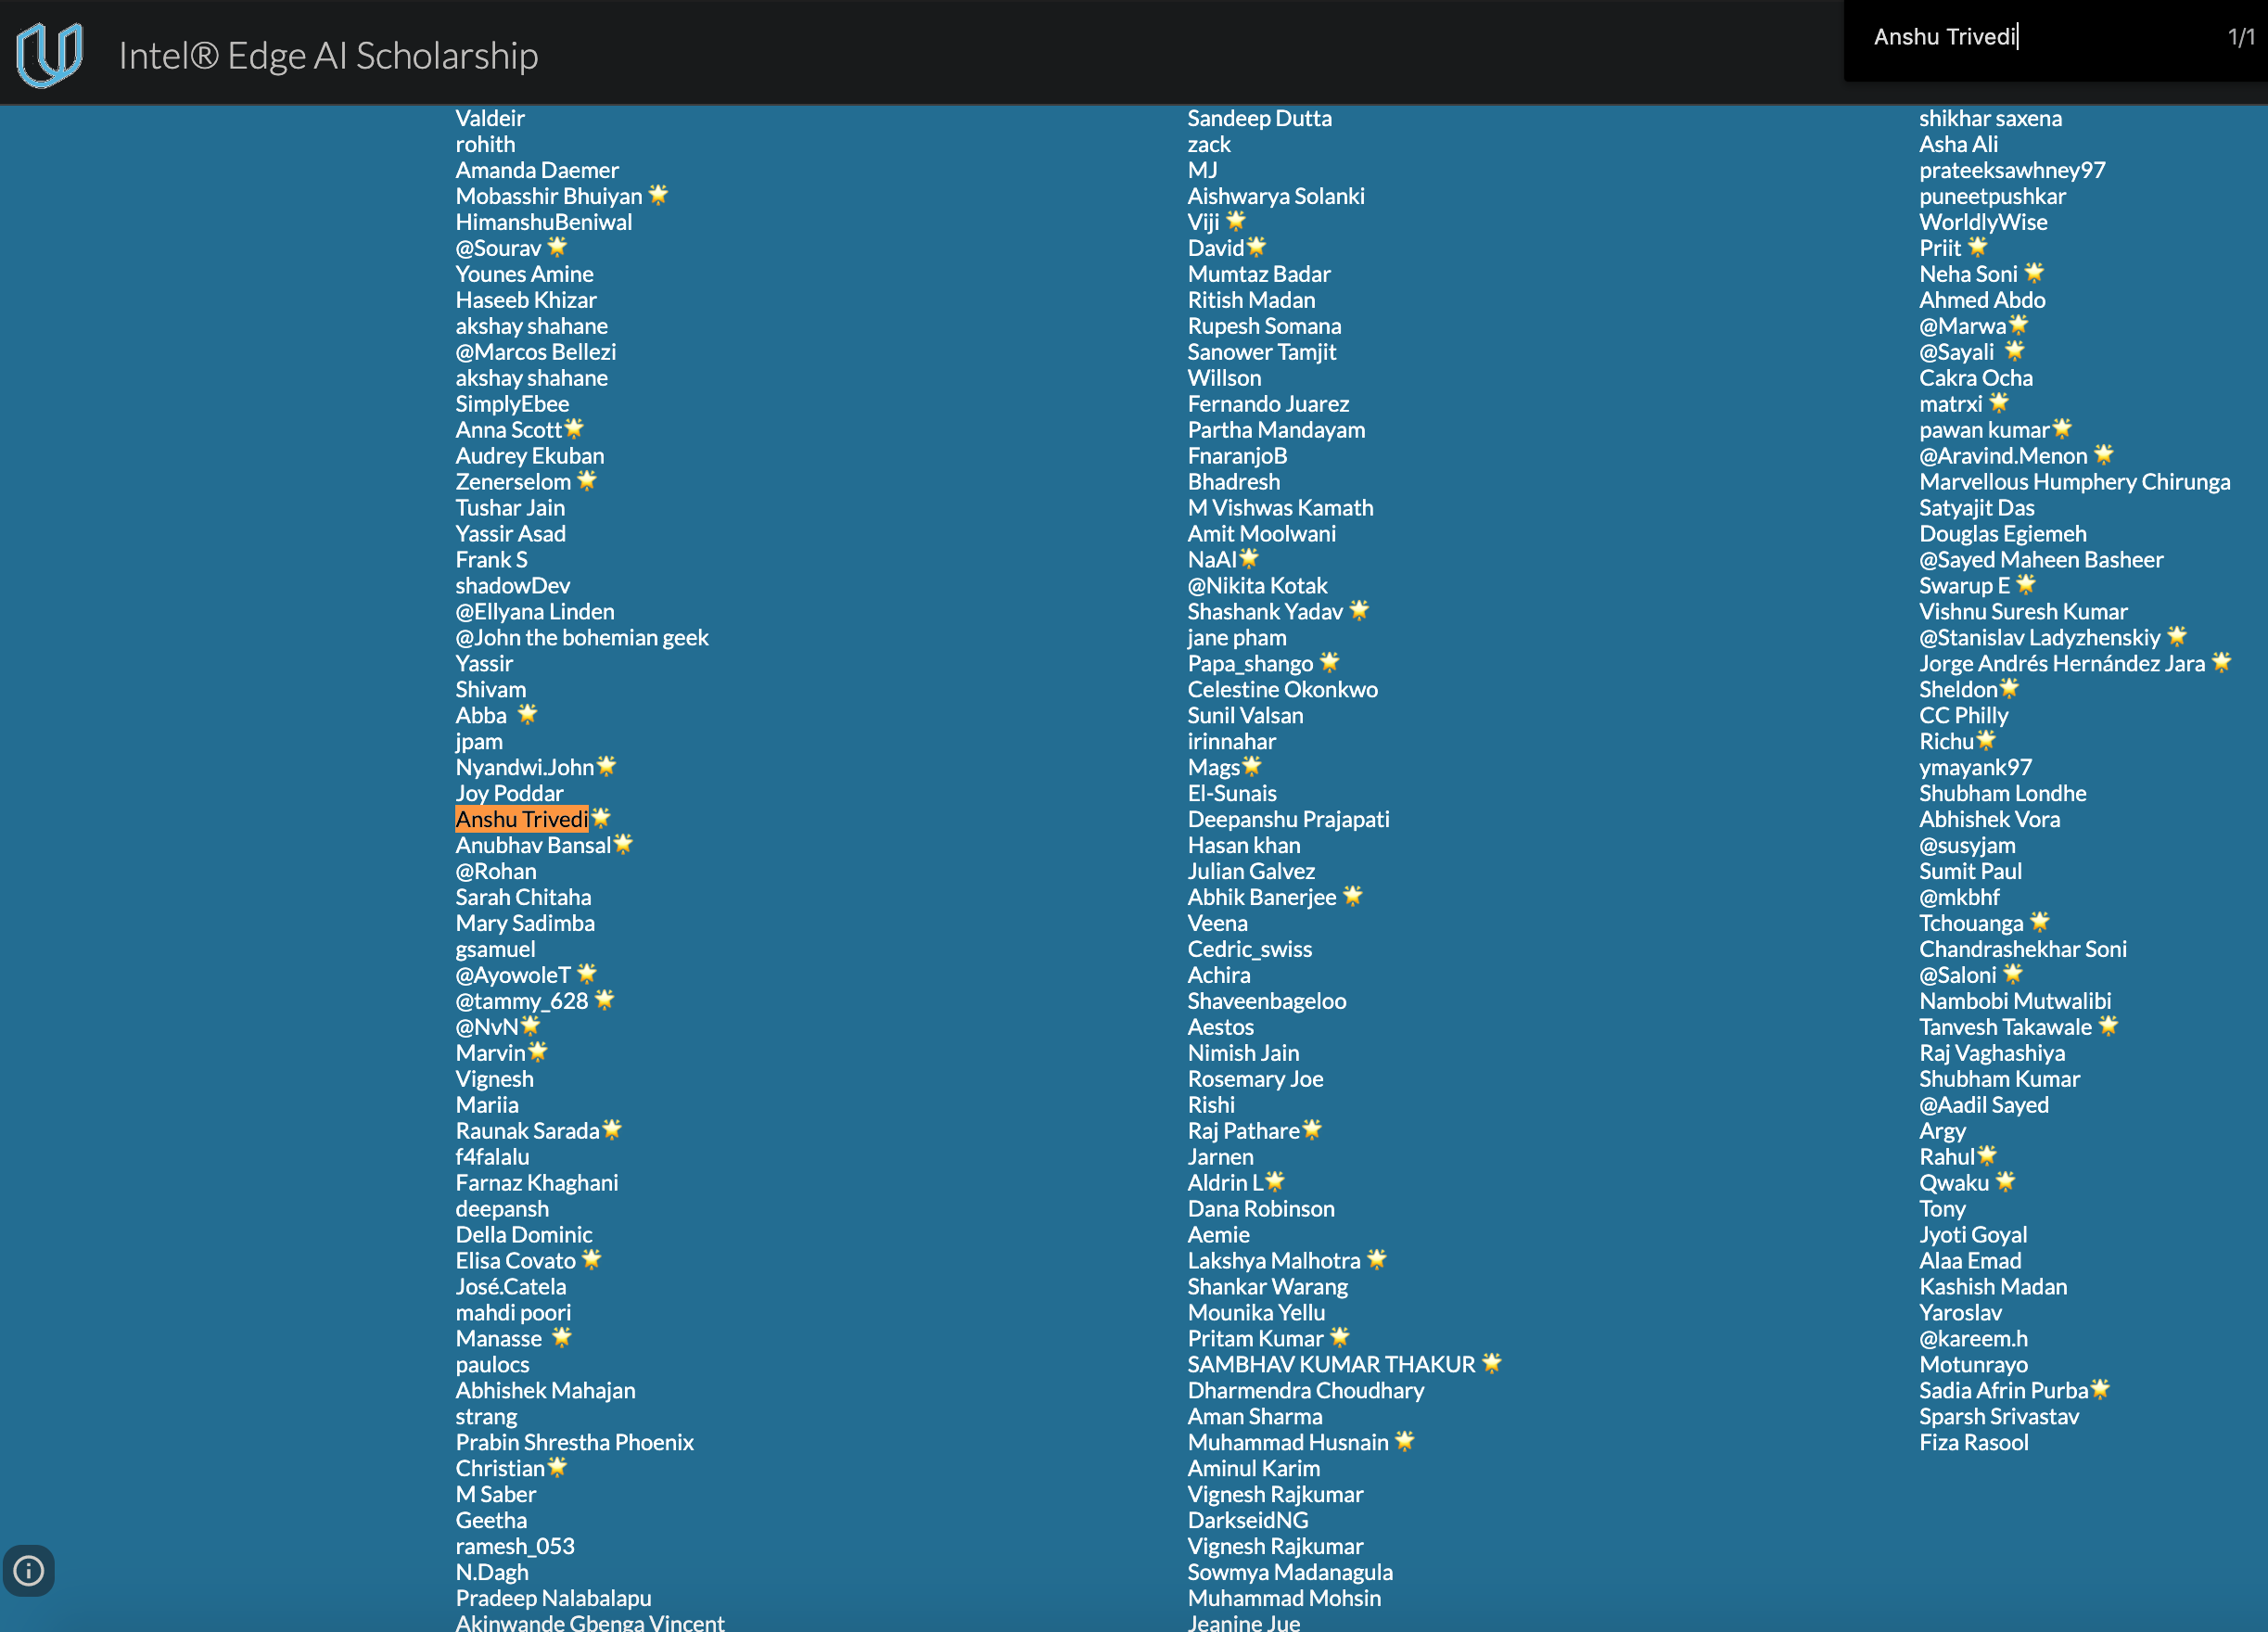 Intel® Edge AI Scholarship
Anshu Trivedi
1/1
Valdeir
rohith
Amanda Daemer
Mobasshir Bhuiyan 🌟
HimanshuBeniwal
@Sourav 🌟
Younes Amine
Haseeb Khizar
akshay shahane
@Marcos Bellezi
akshay shahane
SimplyEbee
Anna Scott🌟
Audrey Ekuban
Zenerselom 🌟
Tushar Jain
Yassir Asad
Frank S
shadowDev
@Ellyana Linden
@John the bohemian geek
Yassir
Shivam
Abba 🌟
jpam
Nyandwi.John🌟
Joy Poddar
Anshu Trivedi🌟
Anubhav Bansal🌟
@Rohan
Sarah Chitaha
Mary Sadimba
gsamuel
@AyowoleT 🌟
@tammy_628 🌟
@NvN🌟
Marvin🌟
Vignesh
Mariia
Raunak Sarada🌟
f4falalu
Farnaz Khaghani
deepansh
Della Dominic
Elisa Covato 🌟
José.Catela
mahdi poori
Manasse 🌟
paulocs
Abhishek Mahajan
strang
Prabin Shrestha Phoenix
Christian🌟
M Saber
Geetha
ramesh_053
N.Dagh
Pradeep Nalabalapu
Akinwande Gbenga Vincent
Sandeep Dutta
zack
MJ
Aishwarya Solanki
Viji 🌟
David🌟
Mumtaz Badar
Ritish Madan
Rupesh Somana
Sanower Tamjit
Willson
Fernando Juarez
Partha Mandayam
FnaranjoB
Bhadresh
M Vishwas Kamath
Amit Moolwani
NaAI🌟
@Nikita Kotak
Shashank Yadav 🌟
jane pham
Papa_shango 🌟
Celestine Okonkwo
Sunil Valsan
irinnahar
Mags🌟
El-Sunais
Deepanshu Prajapati
Hasan khan
Julian Galvez
Abhik Banerjee 🌟
Veena
Cedric_swiss
Achira
Shaveenbageloo
Aestos
Nimish Jain
Rosemary Joe
Rishi
Raj Pathare🌟
Jarnen
Aldrin L🌟
Dana Robinson
Aemie
Lakshya Malhotra 🌟
Shankar Warang
Mounika Yellu
Pritam Kumar 🌟
SAMBHAV KUMAR THAKUR 🌟
Dharmendra Choudhary
Aman Sharma
Muhammad Husnain 🌟
Aminul Karim
Vignesh Rajkumar
DarkseidNG
Vignesh Rajkumar
Sowmya Madanagula
Muhammad Mohsin
Jeanine Jue
shikhar saxena
Asha Ali
prateeksawhney97
puneetpushkar
WorldlyWise
Priit 🌟
Neha Soni 🌟
Ahmed Abdo
@Marwa🌟
@Sayali 🌟
Cakra Ocha
matrxi 🌟
pawan kumar🌟
@Aravind.Menon 🌟
Marvellous Humphery Chirunga
Satyajit Das
Douglas Egiemeh
@Sayed Maheen Basheer
Swarup E 🌟
Vishnu Suresh Kumar
@Stanislav Ladyzhenskiy 🌟
Jorge Andrés Hernández Jara 🌟
Sheldon🌟
CC Philly
Richu🌟
ymayank97
Shubham Londhe
Abhishek Vora
@susyjam
Sumit Paul
@mkbhf
Tchouanga 🌟
Chandrashekhar Soni
@Saloni 🌟
Nambobi Mutwalibi
Tanvesh Takawale 🌟
Raj Vaghashiya
Shubham Kumar
@Aadil Sayed
Argy
Rahul🌟
Qwaku 🌟
Tony
Jyoti Goyal
Alaa Emad
Kashish Madan
Yaroslav
@kareem.h
Motunrayo
Sadia Afrin Purba🌟
Sparsh Srivastav
Fiza Rasool